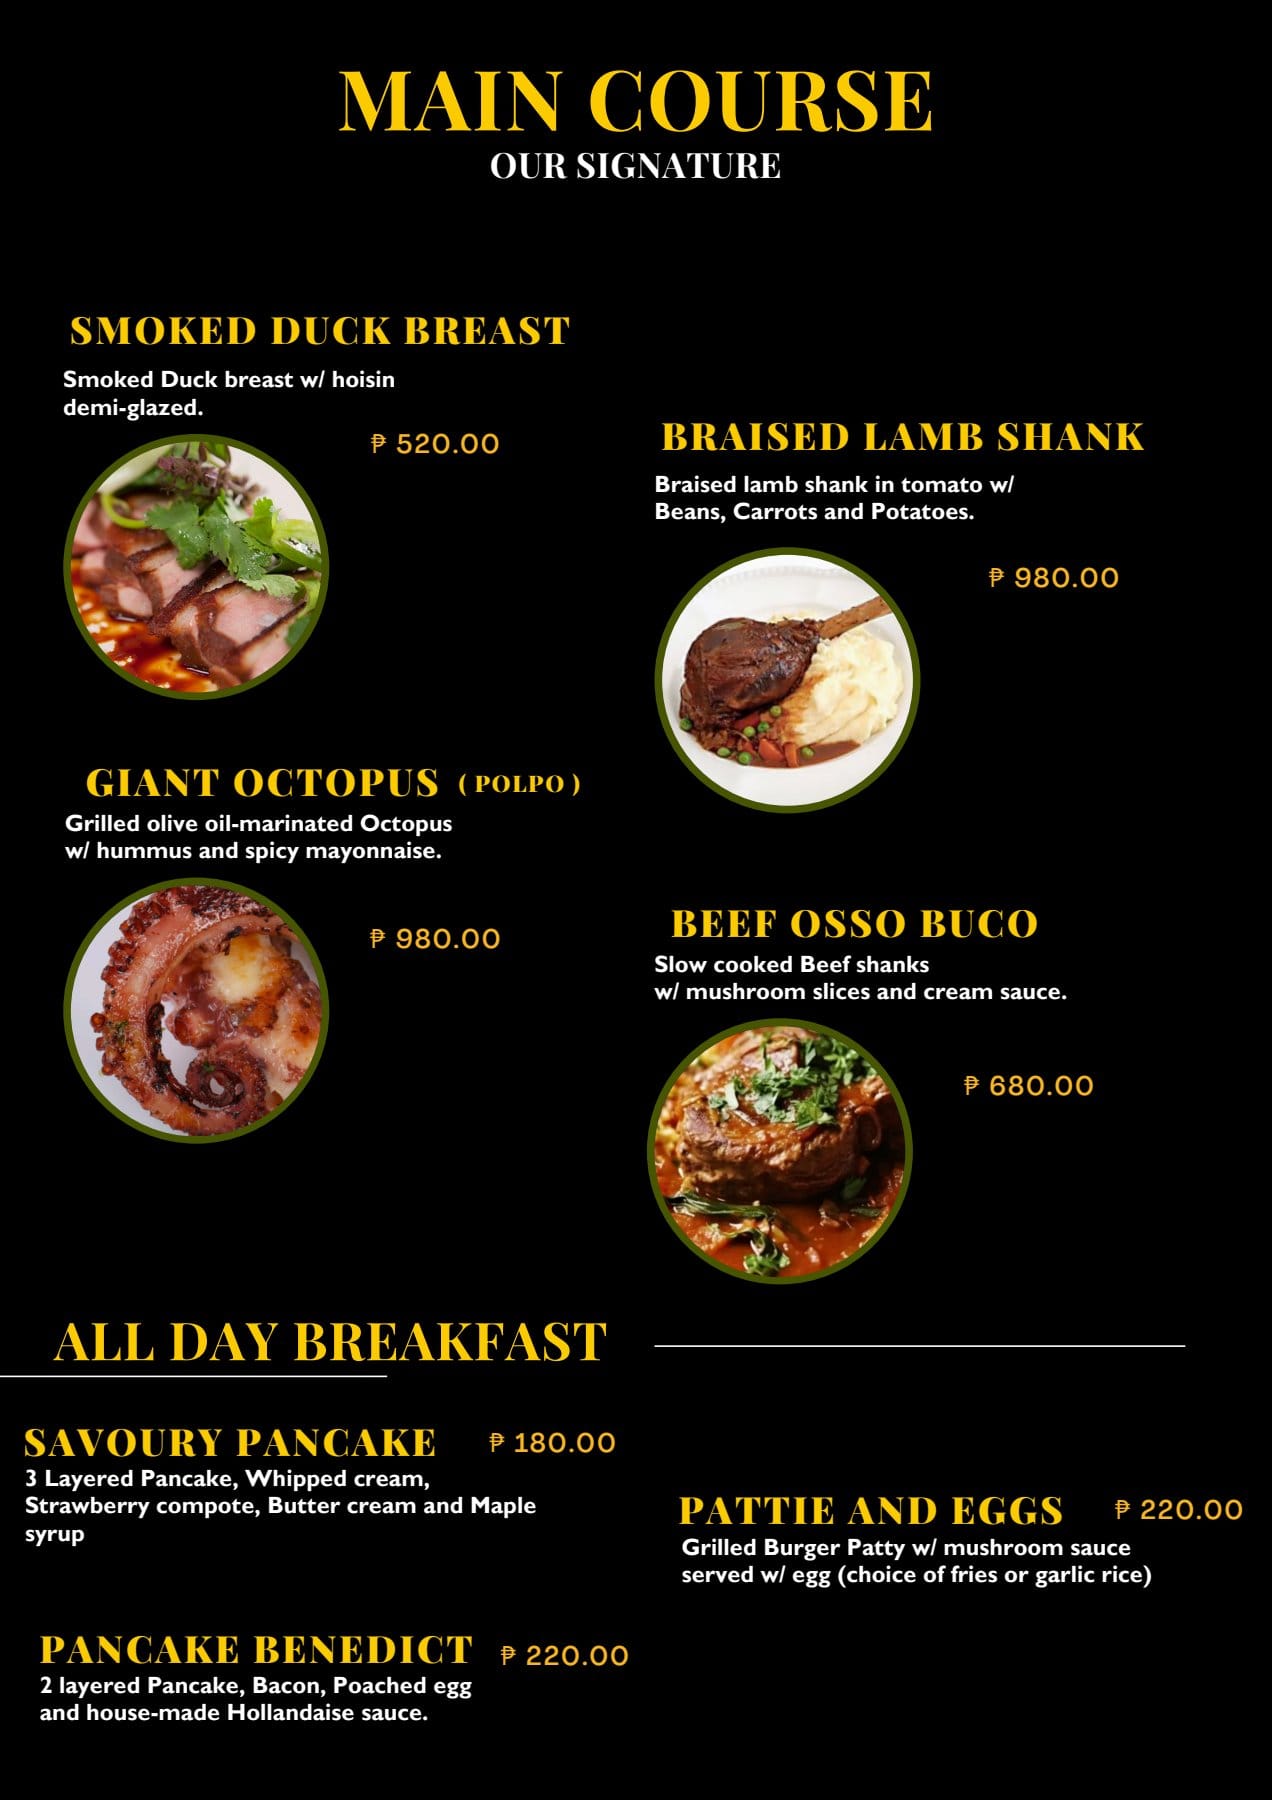 MAIN COURSE
OUR SIGNATURE
SMOKED DUCK BREAST
Smoked Duck breast w/ hoisin
demi-glazed.
₱ 520.00
BRAISED LAMB SHANK
Braised lamb shank in tomato w/
Beans, Carrots and Potatoes.
₱ 980.00
GIANT OCTOPUS ( POLPO )
Grilled olive oil-marinated Octopus
w/ hummus and spicy mayonnaise.
₱ 980.00
BEEF OSSO BUCO
Slow cooked Beef shanks
w/ mushroom slices and cream sauce.
₱ 680.00
ALL DAY BREAKFAST
SAVOURY PANCAKE ₱ 180.00
3 Layered Pancake, Whipped cream,
Strawberry compote, Butter cream and Maple
syrup
PATTIE AND EGGS ₱ 220.00
Grilled Burger Patty w/ mushroom sauce
served w/ egg (choice of fries or garlic rice)
PANCAKE BENEDICT ₱ 220.00
2 layered Pancake, Bacon, Poached egg
and house-made Hollandaise sauce.